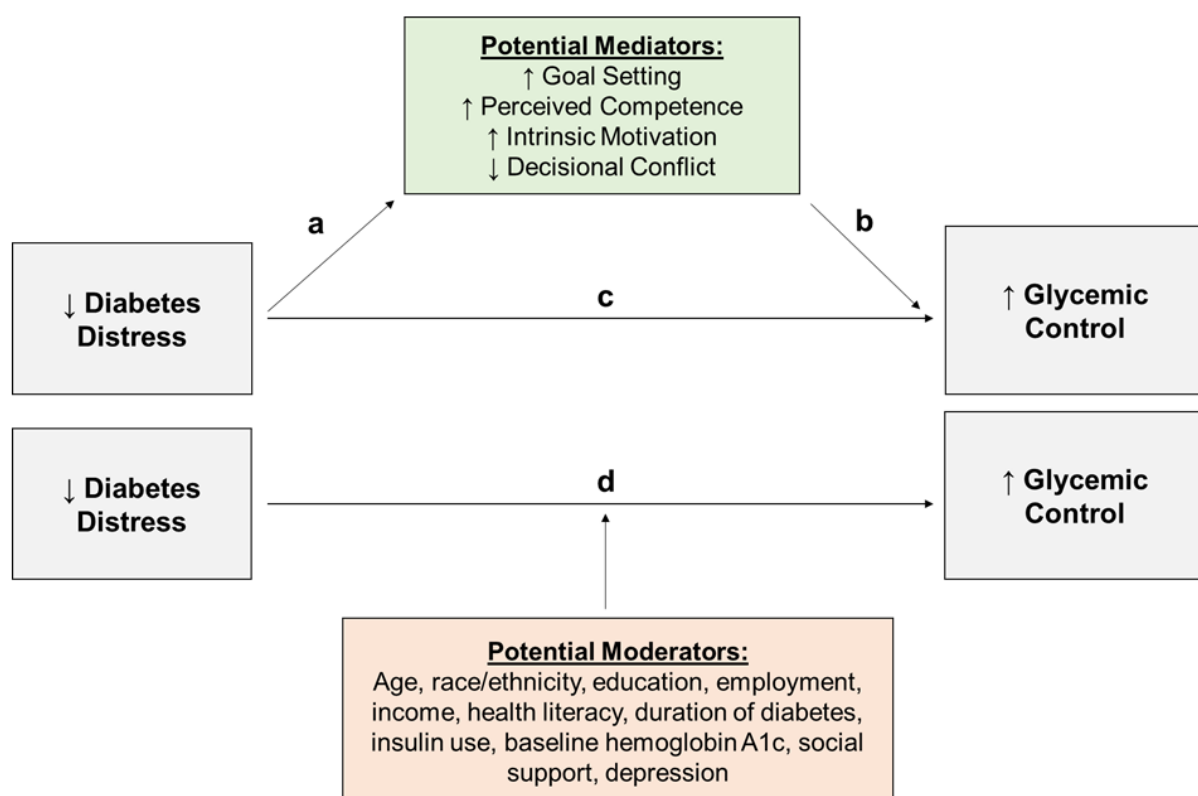 Potential Mediators:
↑ Goal Setting
↑ Perceived Competence
↑ Intrinsic Motivation
↓ Decisional Conflict
a
b
↓ Diabetes
Distress
c
↑ Glycemic
Control
↓ Diabetes
Distress
d
↑ Glycemic
Control
Potential Moderators:
Age, race/ethnicity, education, employment,
income, health literacy, duration of diabetes,
insulin use, baseline hemoglobin A1c, social
support, depression